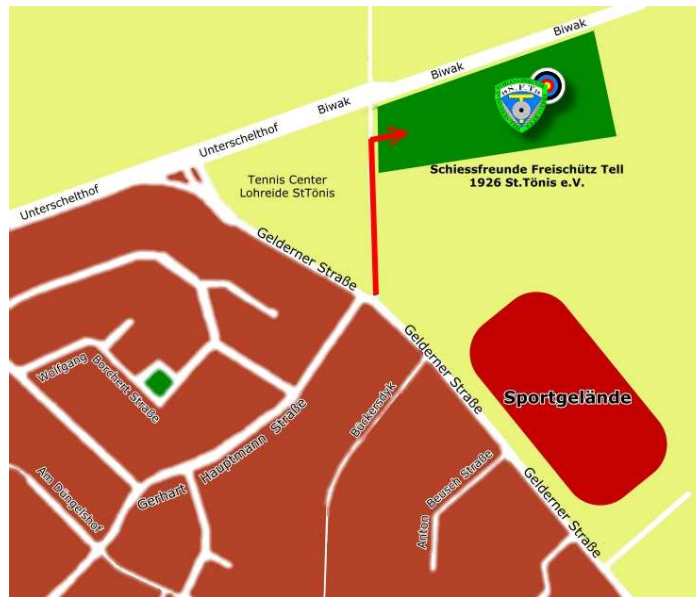 Biwak
Biwak
Biwak
Unterschelthof
Unterschelthof
S.F.T.
Schiessfreunde Freischütz Tell
1926 St.Tönis e.V.
Tennis Center
Lohreide StTönis
Gelderner Straße
Gelderner Straße
Gelderner Straße
Sportgelände
Wolfgang
Borchert Straße
Bückersdyk
Gerhart Hauptmann Straße
Am Düngelshof
Anton Beusch Straße